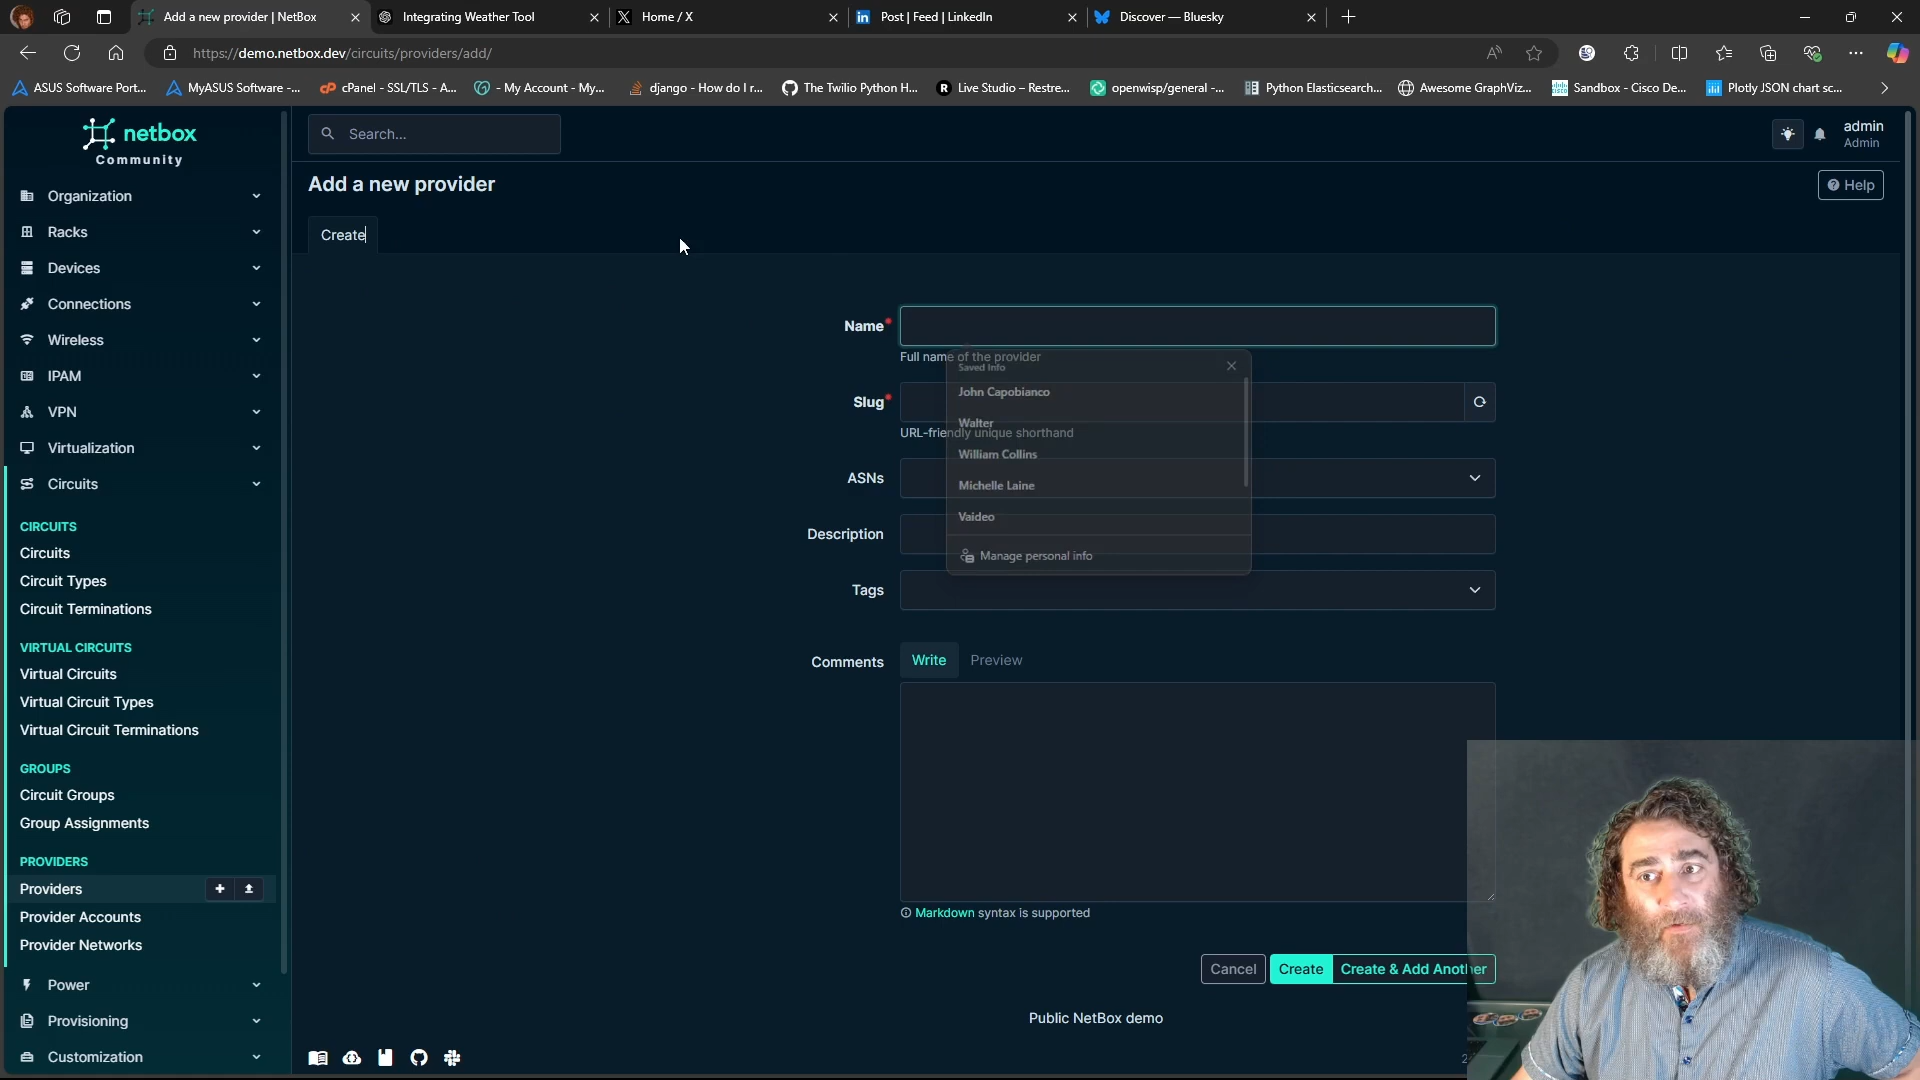 Add a new provider | NetBox
Integrating Weather Tool
Home / X
Post | Feed | LinkedIn
Discover — Bluesky
https://demo.netbox.dev/circuits/providers/add/
ASUS Software Port...
MyASUS Software -...
cPanel - SSL/TLS - A...
- My Account - My...
django - How do I r...
The Twilio Python H...
Live Studio – Restre...
openwisp/general -...
Python Elasticsearch...
Awesome GraphViz...
Sandbox - Cisco De...
Plotly JSON chart sc...
netbox
Community
Search...
admin
Admin
Add a new provider
Help
Create
Organization
Racks
Devices
Connections
Wireless
IPAM
VPN
Virtualization
Circuits
CIRCUITS
Circuits
Circuit Types
Circuit Terminations
VIRTUAL CIRCUITS
Virtual Circuits
Virtual Circuit Types
Virtual Circuit Terminations
GROUPS
Circuit Groups
Group Assignments
PROVIDERS
Providers
Provider Accounts
Provider Networks
Power
Provisioning
Customization
Name*
Full name of the provider
Saved Info
John Capobianco
Slug*
Walter
URL-friendly unique shorthand
William Collins
ASNs
Michelle Laine
Vaideo
Description
Manage personal info
Tags
Comments
Write
Preview
Markdown syntax is supported
Cancel
Create
Create & Add Another
Public NetBox demo